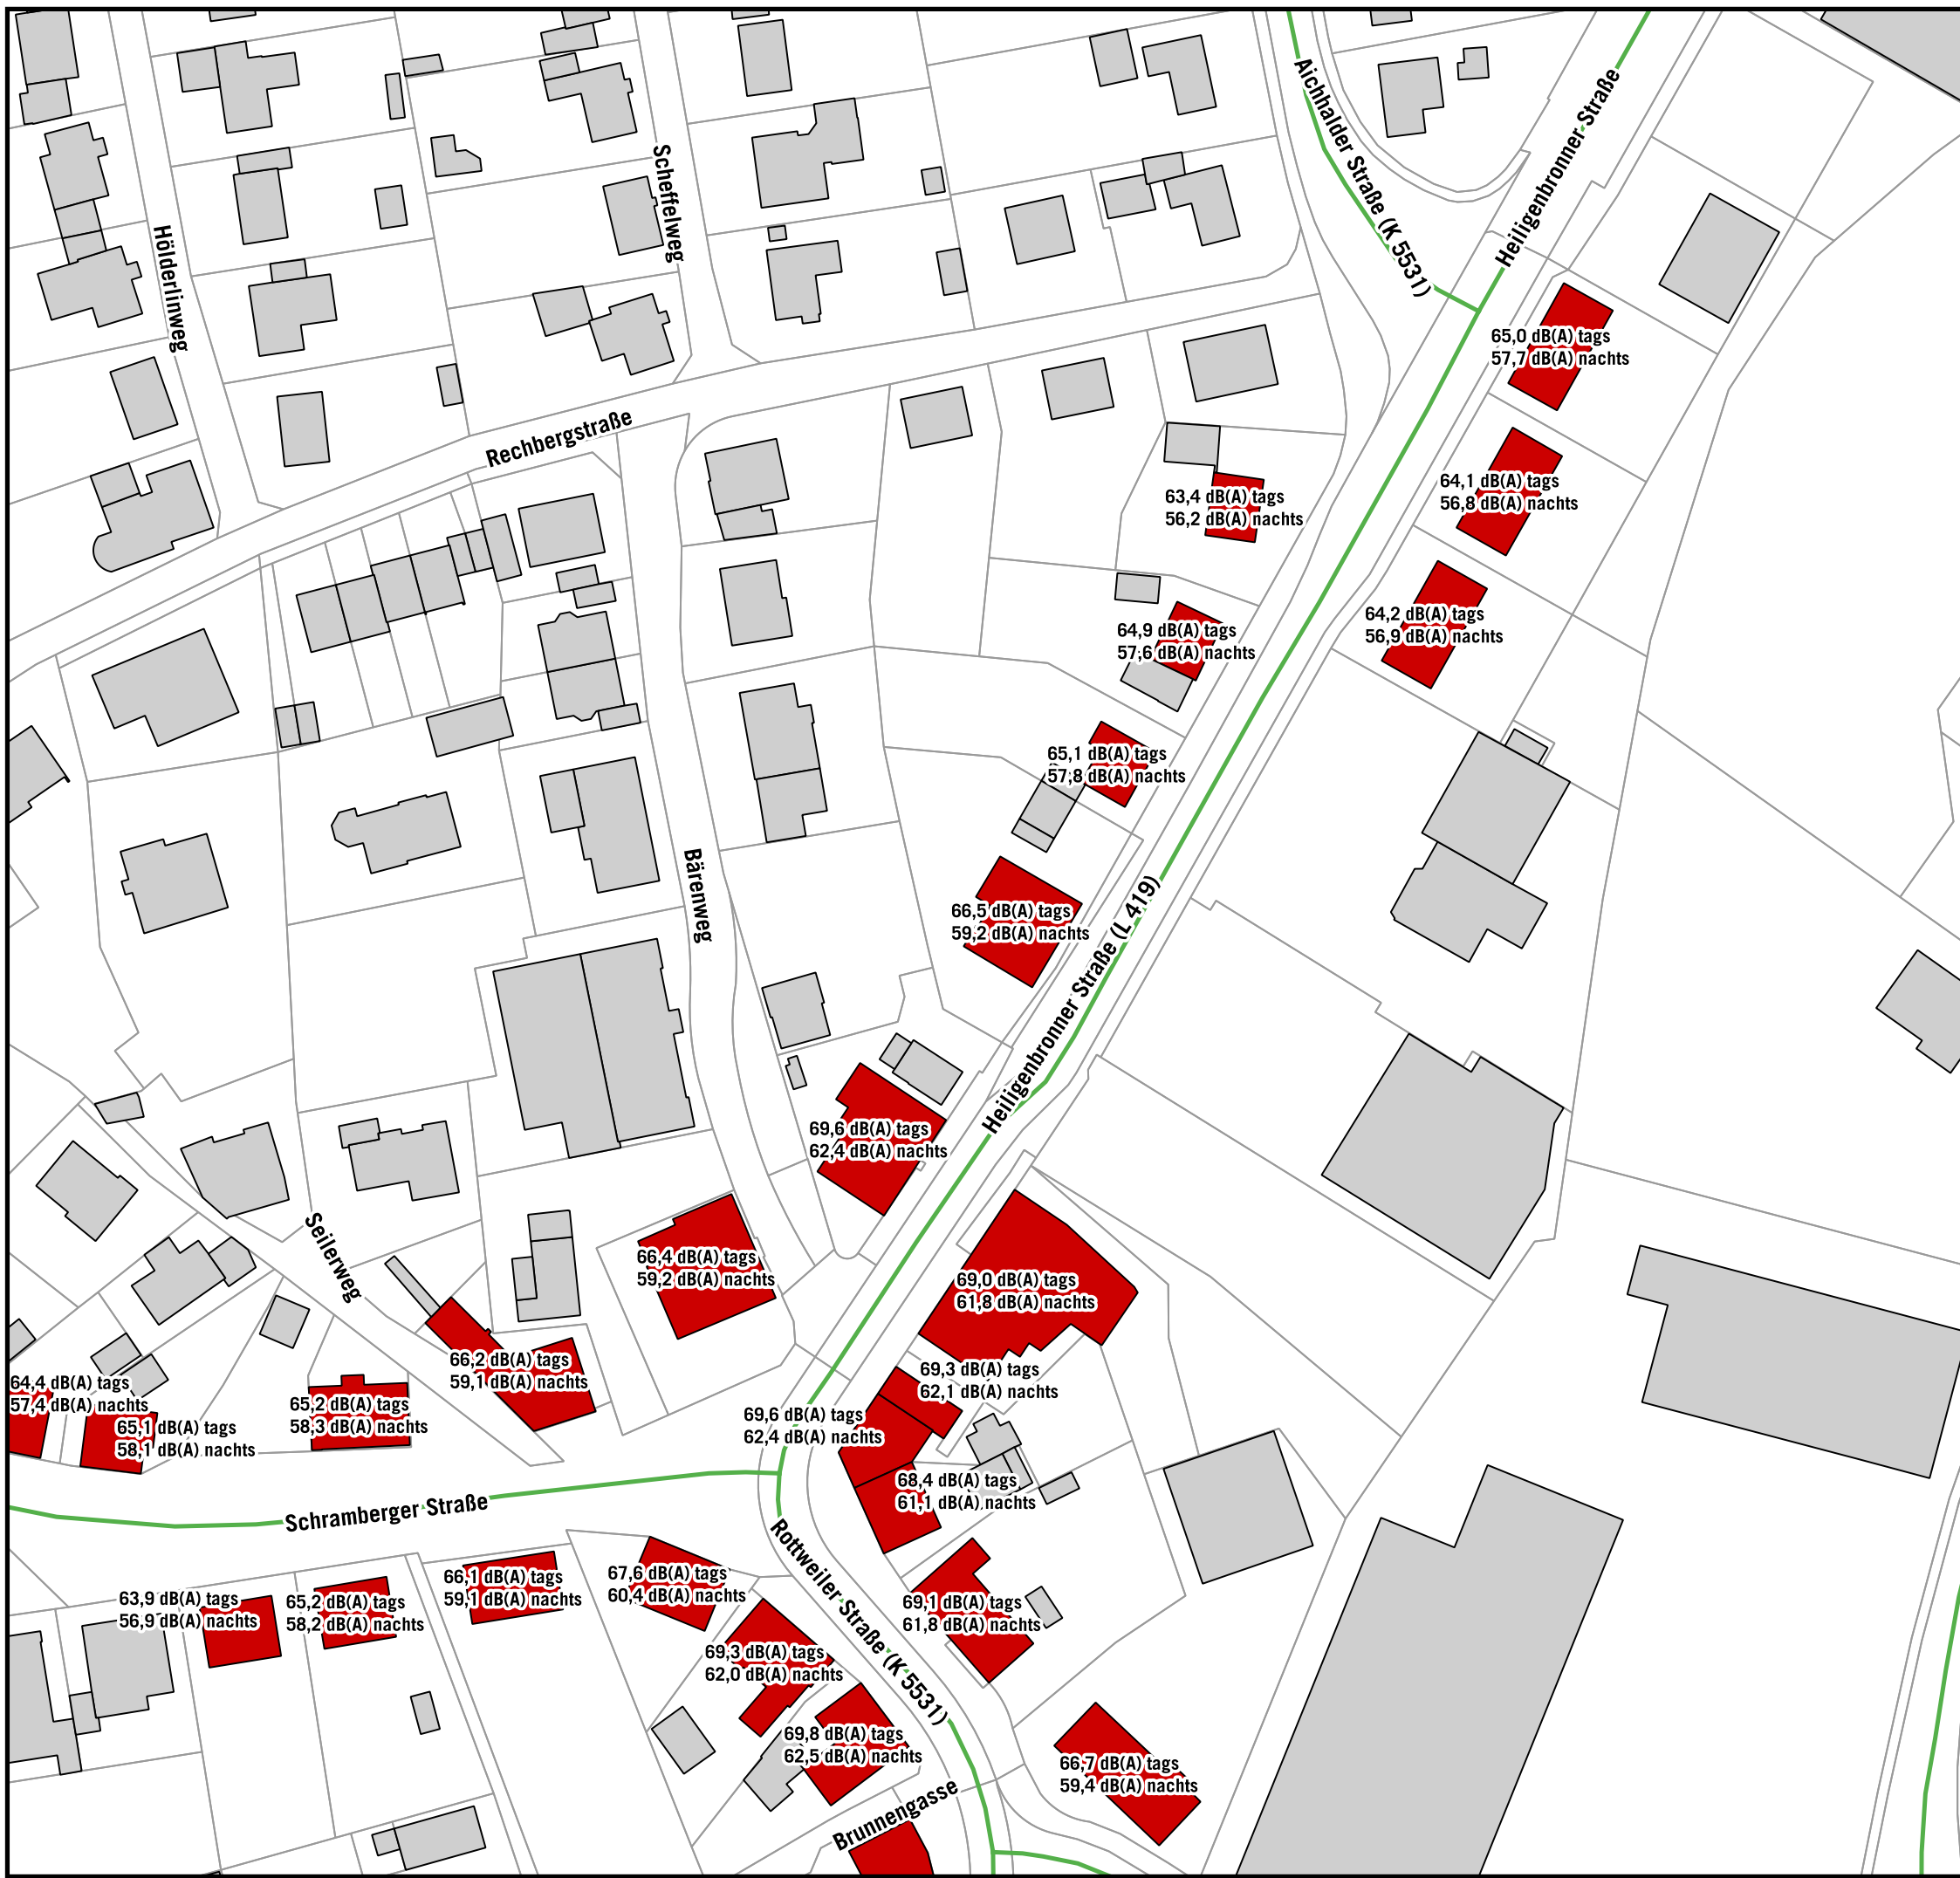 Aichhalder Straße (K 5531)
Heiligenbronner Straße
Scheffelweg
Hölderlinweg
65,0 dB(A) tags
57,7 dB(A) nachts
Rechbergstraße
64,1 dB(A) tags
56,8 dB(A) nachts
63,4 dB(A) tags
56,2 dB(A) nachts
64,2 dB(A) tags
56,9 dB(A) nachts
64,9 dB(A) tags
57,6 dB(A) nachts
65,1 dB(A) tags
57,8 dB(A) nachts
Bärenweg
66,5 dB(A) tags
59,2 dB(A) nachts
Heiligenbronner Straße (L 419)
69,6 dB(A) tags
62,4 dB(A) nachts
Seilerweg
66,4 dB(A) tags
59,2 dB(A) nachts
69,0 dB(A) tags
61,8 dB(A) nachts
66,2 dB(A) tags
59,1 dB(A) nachts
69,3 dB(A) tags
62,1 dB(A) nachts
64,4 dB(A) tags
57,4 dB(A) nachts
65,2 dB(A) tags
58,3 dB(A) nachts
65,1 dB(A) tags
58,1 dB(A) nachts
69,6 dB(A) tags
62,4 dB(A) nachts
68,4 dB(A) tags
61,1 dB(A) nachts
Schramberger Straße
Rottweiler Straße (K 5531)
66,1 dB(A) tags
59,1 dB(A) nachts
67,6 dB(A) tags
60,4 dB(A) nachts
63,9 dB(A) tags
56,9 dB(A) nachts
65,2 dB(A) tags
58,2 dB(A) nachts
69,1 dB(A) tags
61,8 dB(A) nachts
69,3 dB(A) tags
62,0 dB(A) nachts
69,8 dB(A) tags
62,5 dB(A) nachts
66,7 dB(A) tags
59,4 dB(A) nachts
Brunnengasse